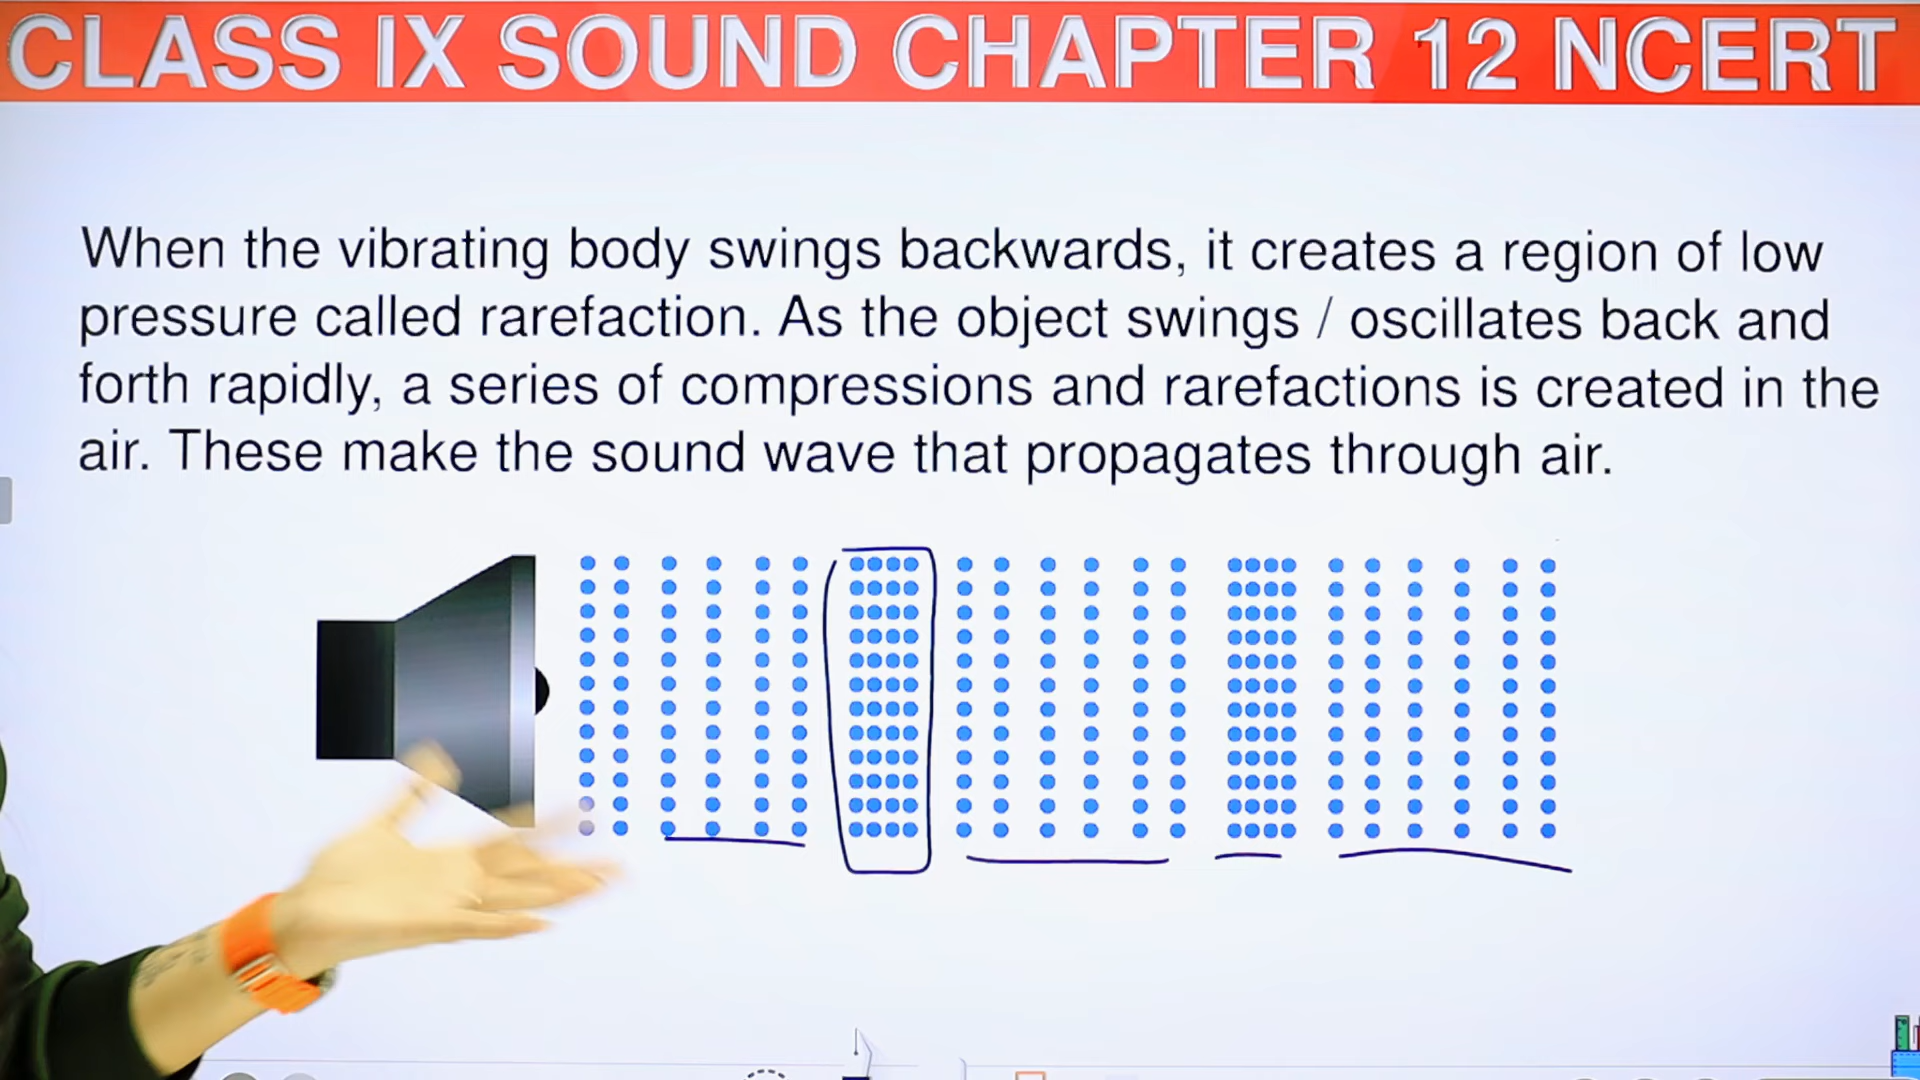 CLASS IX SOUND CHAPTER 12 NCERT
When the vibrating body swings backwards, it creates a region of low
pressure called rarefaction. As the object swings / oscillates back and
forth rapidly, a series of compressions and rarefactions is created in the
air. These make the sound wave that propagates through air.